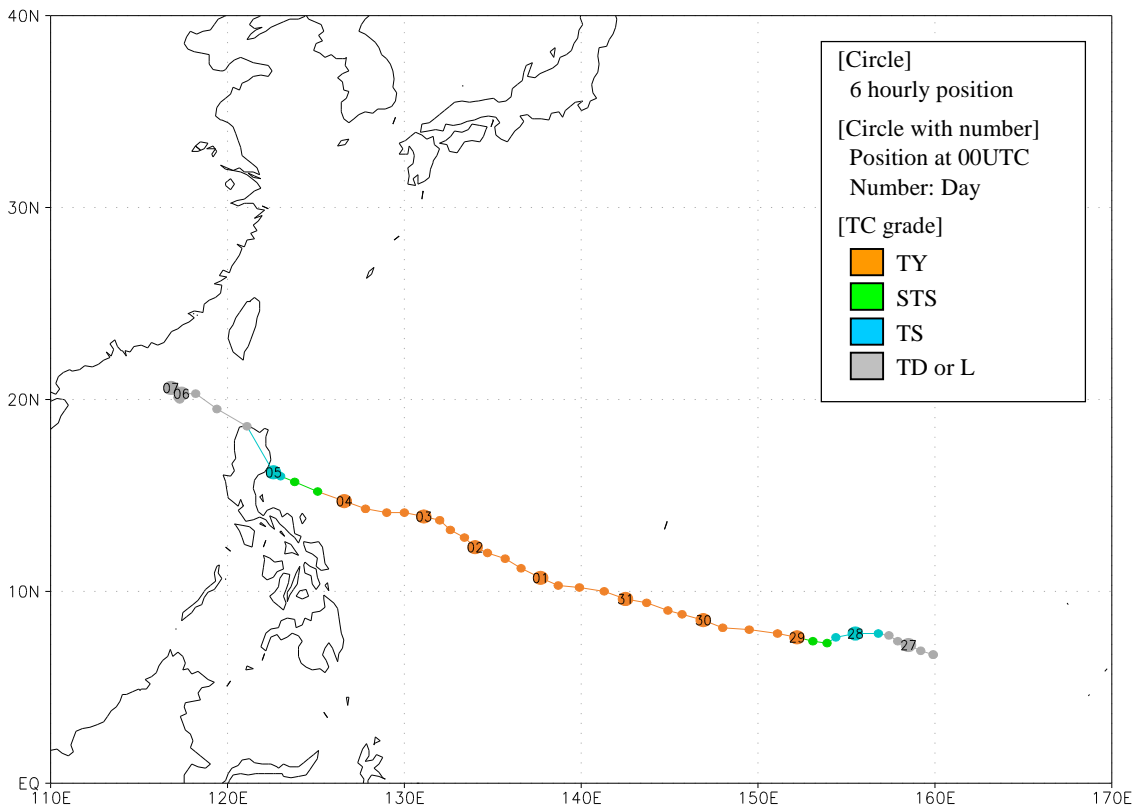 40N
30N
20N
10N
EQ
110E 120E 130E 140E 150E 160E 170E
[Circle]
6 hourly position
[Circle with number]
Position at 00UTC
Number: Day
[TC grade]
TY
STS
TS
TD or L
07
06
05
04
03
02
01
31
30
29
28
27